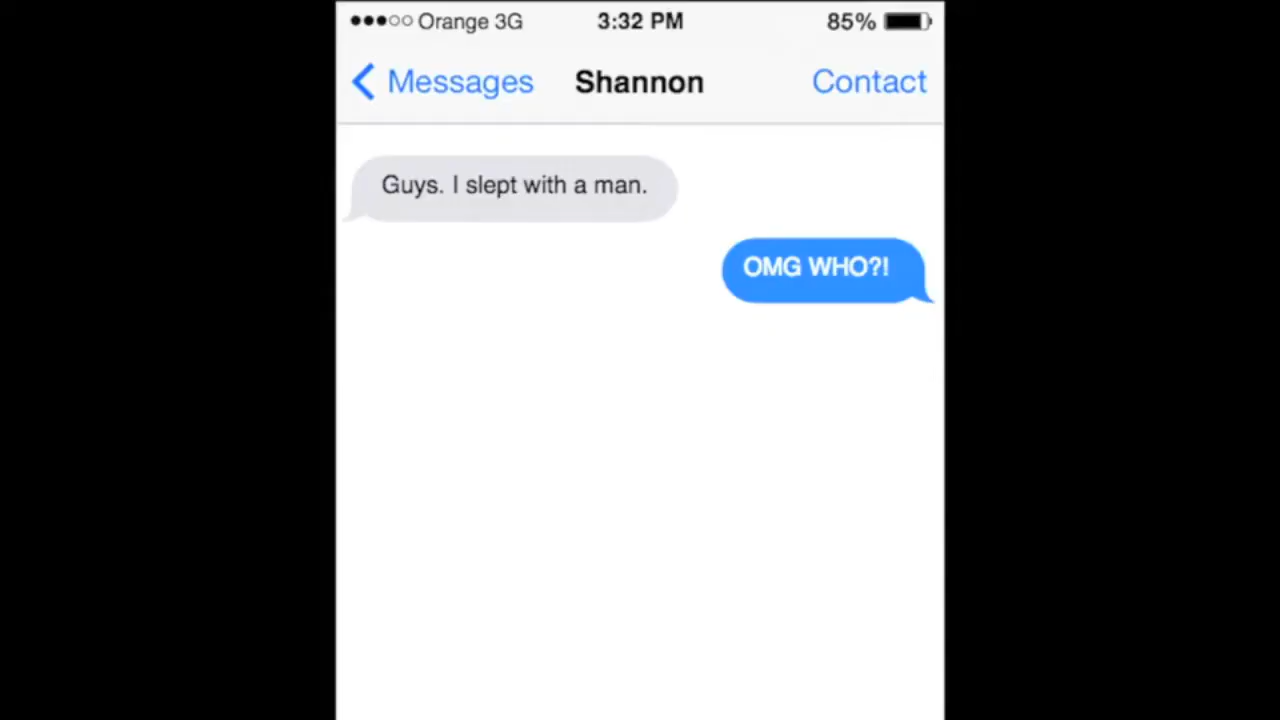 Orange 3G 3:32 PM 85%
Messages Shannon Contact
Guys. I slept with a man.
OMG WHO?!